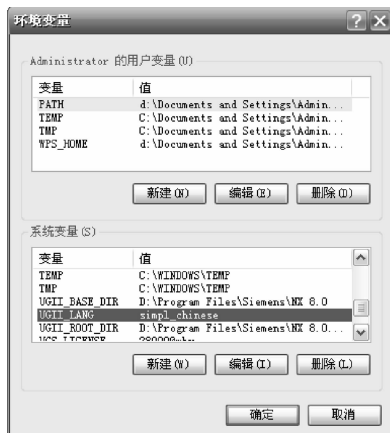 环境变量
Administrator 的用户变量(U)
变量 值
PATH d:\Documents and Settings\Admin...
TEMP C:\Documents and Settings\Admin...
TMP C:\Documents and Settings\Admin...
WPS_HOME d:\Documents and Settings\Admin...
新建(N) 编辑(E) 删除(D)
系统变量(S)
变量 值
TEMP C:\WINDOWS\TEMP
TMP C:\WINDOWS\TEMP
UGII_BASE_DIR D:\Program Files\Siemens\NX 8.0
UGII_LANG simpl_chinese
UGII_ROOT_DIR D:\Program Files\Siemens\NX 8.0...
新建(W) 编辑(I) 删除(L)
确定 取消